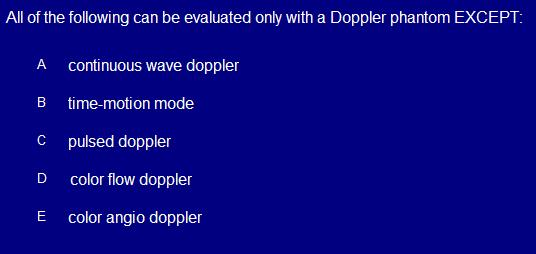 All of the following can be evaluated only with a Doppler phantom EXCEPT:
A continuous wave doppler
B time-motion mode
C pulsed doppler
D color flow doppler
E color angio doppler